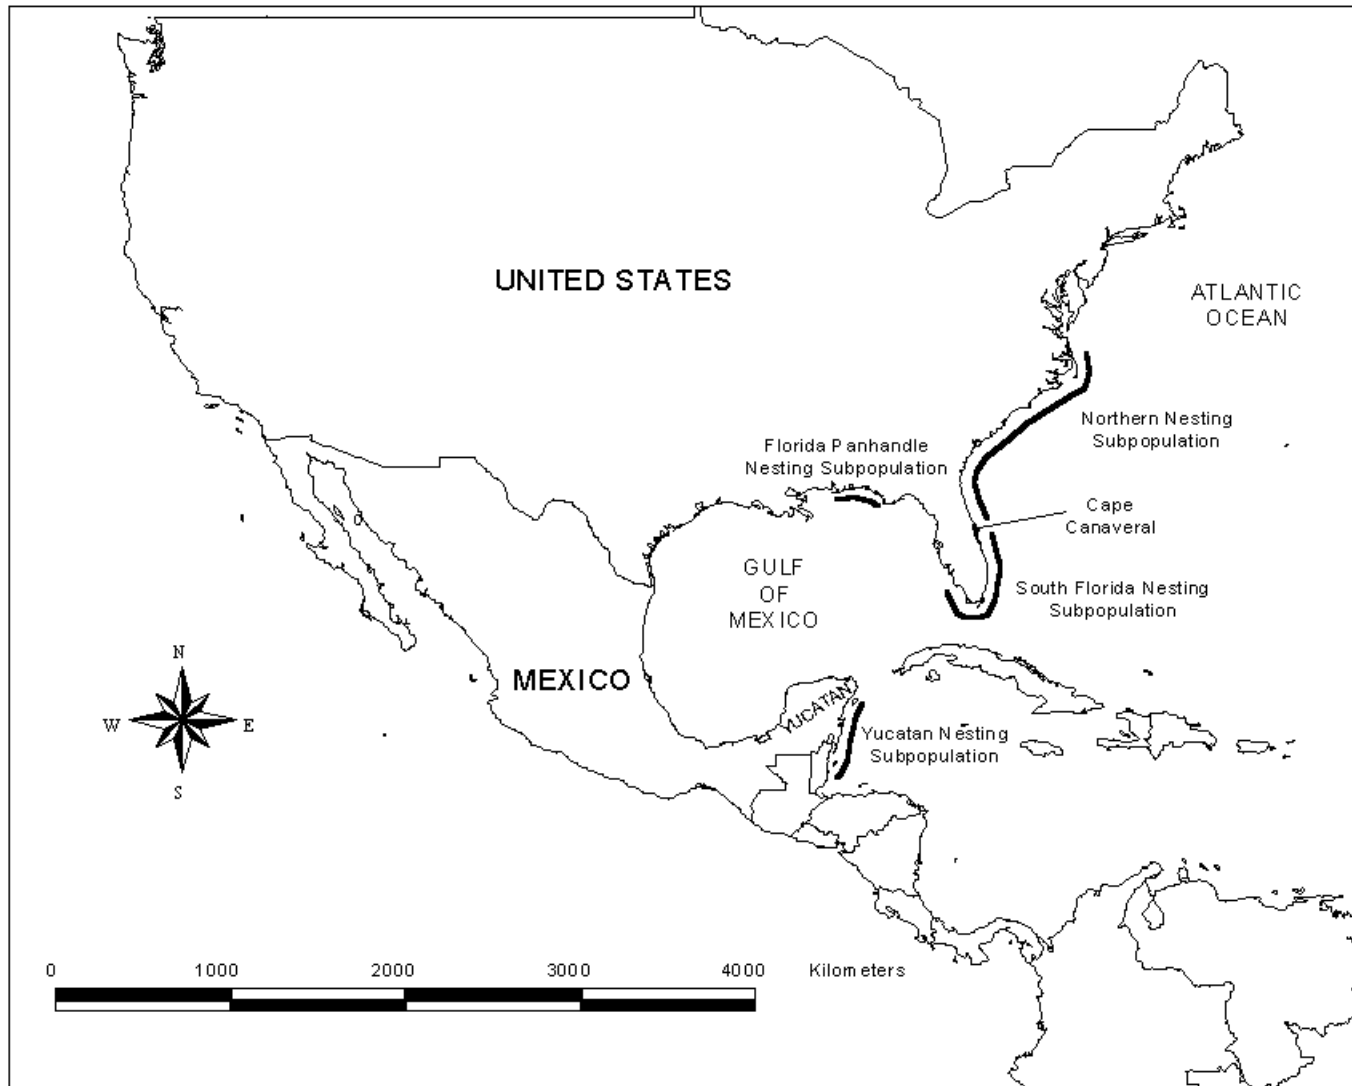 UNITED STATES
ATLANTIC
OCEAN
Northern Nesting
Subpopulation
Florida Panhandle
Nesting Subpopulation
Cape
Canaveral
GULF
OF
MEXICO
South Florida Nesting
Subpopulation
N
W
E
S
MEXICO
YUCATAN
Yucatan Nesting
Subpopulation
0 1000 2000 3000 4000 Kilometers